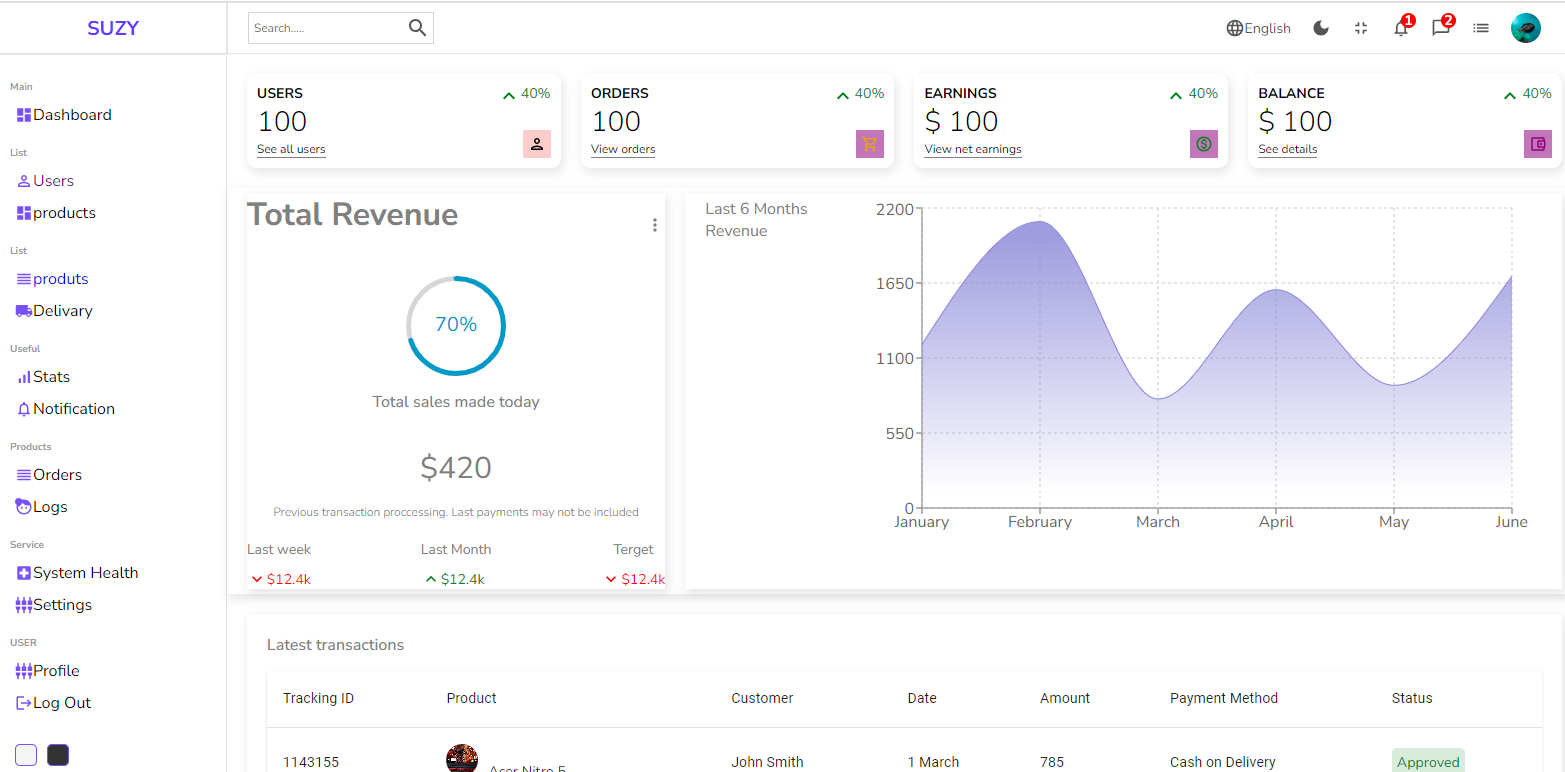 SUZY
Search.....
English
1
2
Main
Dashboard
List
Users
products
List
produts
Delivary
Useful
Stats
Notification
Products
Orders
Logs
Service
System Health
Settings
USER
Profile
Log Out
USERS
40%
100
See all users
ORDERS
40%
100
View orders
EARNINGS
40%
$ 100
View net earnings
BALANCE
40%
$ 100
See details
Total Revenue
70%
Total sales made today
$420
Previous transaction proccessing. Last payments may not be included
Last week
Last Month
Terget
$12.4k
$12.4k
$12.4k
Last 6 Months
Revenue
2200
1650
1100
550
0
January
February
March
April
May
June
Latest transactions
Tracking ID
Product
Customer
Date
Amount
Payment Method
Status
1143155
Acer Nitro 5
John Smith
1 March
785
Cash on Delivery
Approved